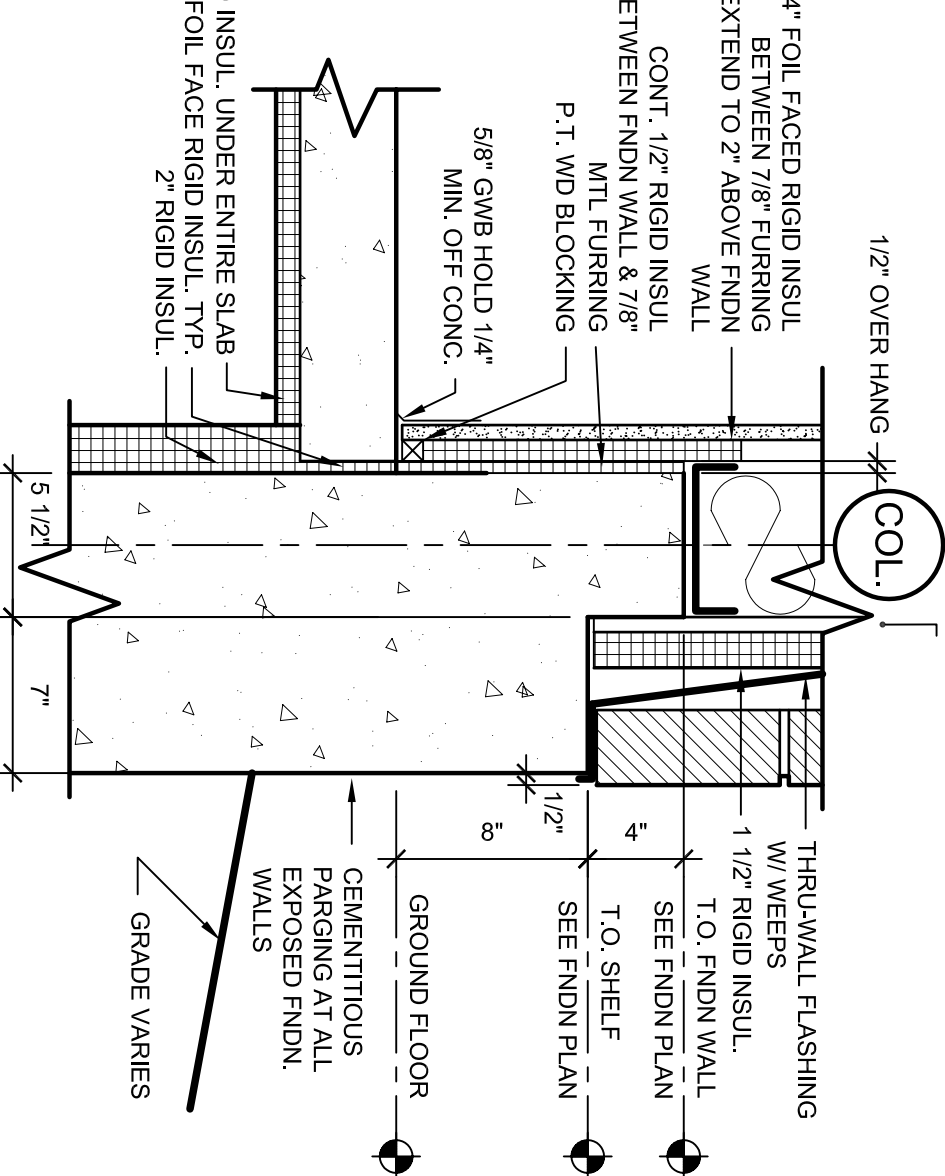 4" FOIL FACED RIGID INSUL
BETWEEN 7/8" FURRING
EXTEND TO 2" ABOVE FNDN
WALL
CONT. 1/2" RIGID INSUL
BETWEEN FNDN WALL & 7/8"
MTL FURRING
P.T. WD BLOCKING
5/8" GWB HOLD 1/4"
MIN. OFF CONC.
INSUL. UNDER ENTIRE SLAB
FOIL FACE RIGID INSUL. TYP.
2" RIGID INSUL.
1/2" OVER HANG
COL.
5 1/2"
7"
1/2"
8"
4"
THRU-WALL FLASHING
W/ WEEPS
1 1/2" RIGID INSUL.
T.O. FNDN WALL
SEE FNDN PLAN
T.O. SHELF
SEE FNDN PLAN
GROUND FLOOR
CEMENTITIOUS
PARGING AT ALL
EXPOSED FNDN.
WALLS
GRADE VARIES